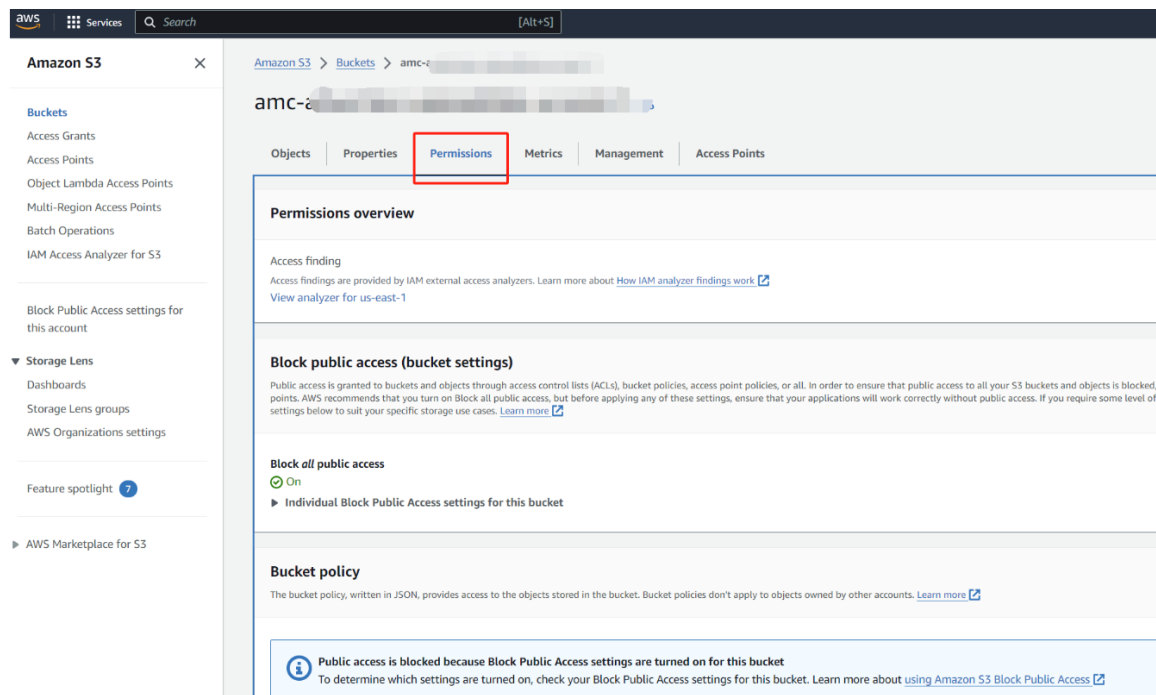 aws
Services
Search
[Alt+S]
Amazon S3
Buckets
Access Grants
Access Points
Object Lambda Access Points
Multi-Region Access Points
Batch Operations
IAM Access Analyzer for S3
Block Public Access settings for
this account
Storage Lens
Dashboards
Storage Lens groups
AWS Organizations settings
Feature spotlight 7
AWS Marketplace for S3
Amazon S3 > Buckets > amc-
amc-
Objects
Properties
Permissions
Metrics
Management
Access Points
Permissions overview
Access finding
Access findings are provided by IAM external access analyzers. Learn more about How IAM analyzer findings work
View analyzer for us-east-1
Block public access (bucket settings)
Public access is granted to buckets and objects through access control lists (ACLs), bucket policies, access point policies, or all. In order to ensure that public access to all your S3 buckets and objects is blocked,
points. AWS recommends that you turn on Block all public access, but before applying any of these settings, ensure that your applications will work correctly without public access. If you require some level of
settings below to suit your specific storage use cases. Learn more
Block all public access
On
Individual Block Public Access settings for this bucket
Bucket policy
The bucket policy, written in JSON, provides access to the objects stored in the bucket. Bucket policies don't apply to objects owned by other accounts. Learn more
Public access is blocked because Block Public Access settings are turned on for this bucket
To determine which settings are turned on, check your Block Public Access settings for this bucket. Learn more about using Amazon S3 Block Public Access